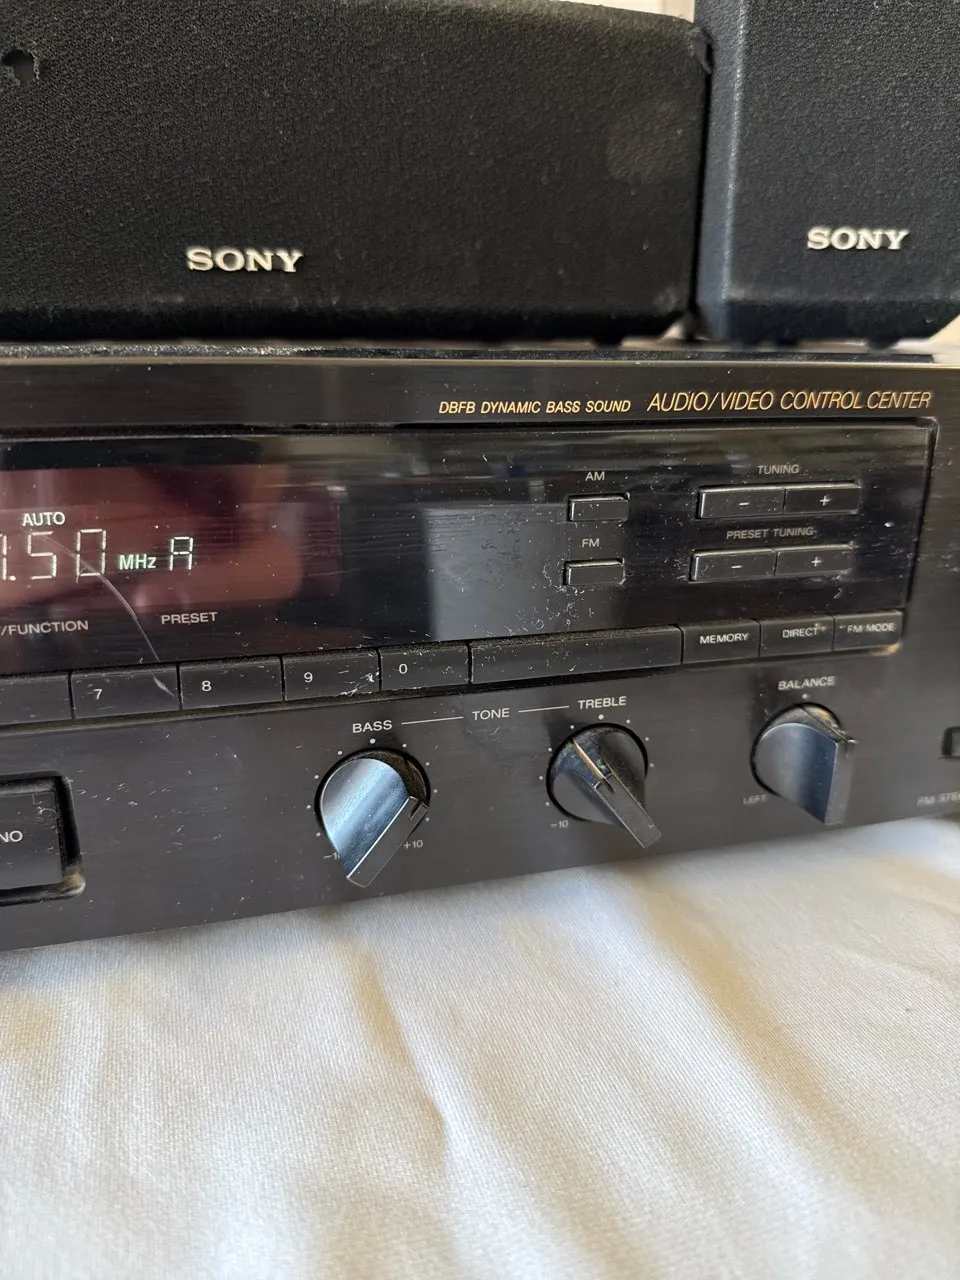 SONY
SONY
DBFB DYNAMIC BASS SOUND AUDIO/VIDEO CONTROL CENTER
AM TUNING
- +
AUTO
FM PRESET TUNING
.50 MHz A
- +
/FUNCTION PRESET
MEMORY DIRECT FM MODE
7 8 9 0
BASS TONE TREBLE BALANCE
LEFT
+10 -10
NO